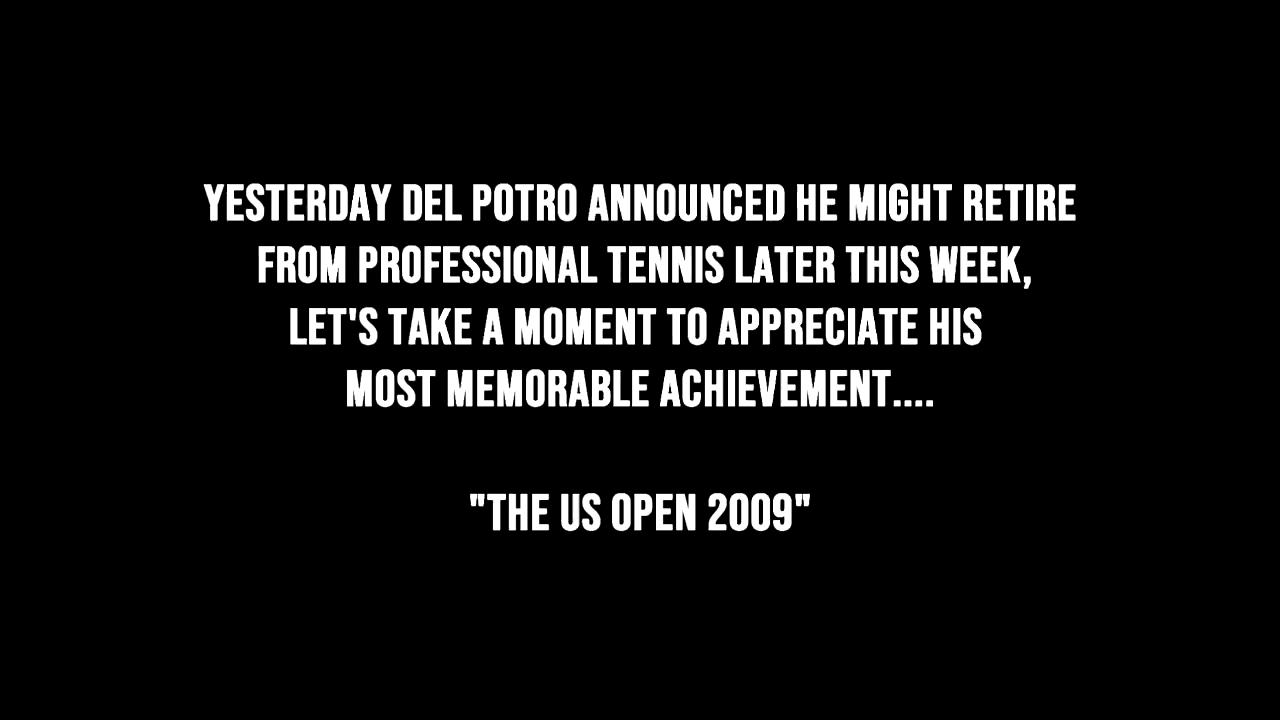 YESTERDAY DEL POTRO ANNOUNCED HE MIGHT RETIRE
FROM PROFESSIONAL TENNIS LATER THIS WEEK,
LET'S TAKE A MOMENT TO APPRECIATE HIS
MOST MEMORABLE ACHIEVEMENT....
"THE US OPEN 2009"